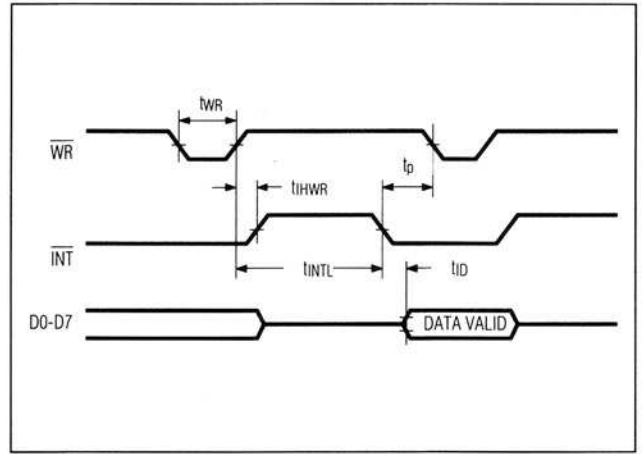 tWR
WR
tp
tIHWR
INT
tINTL
tID
D0-D7
DATA VALID